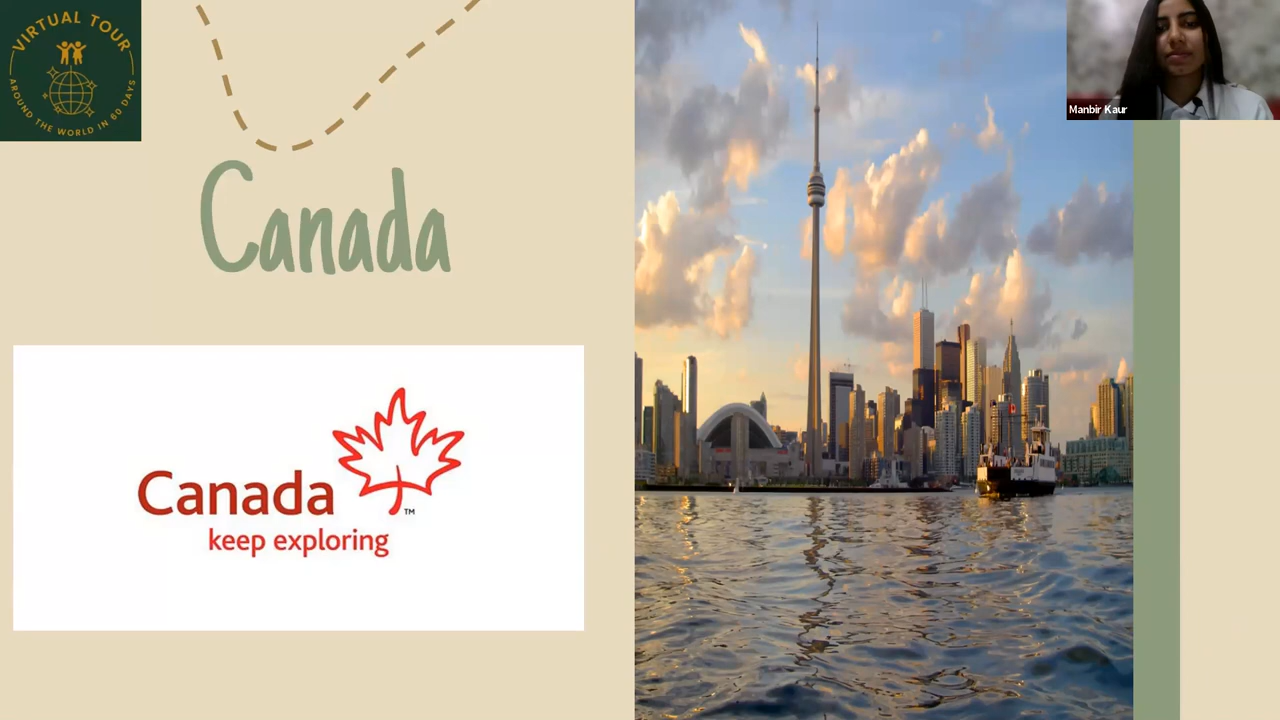 VIRTUAL TOUR
AROUND THE WORLD IN 60 DAYS
Manbir Kaur
Canada
Canada
TM
keep exploring